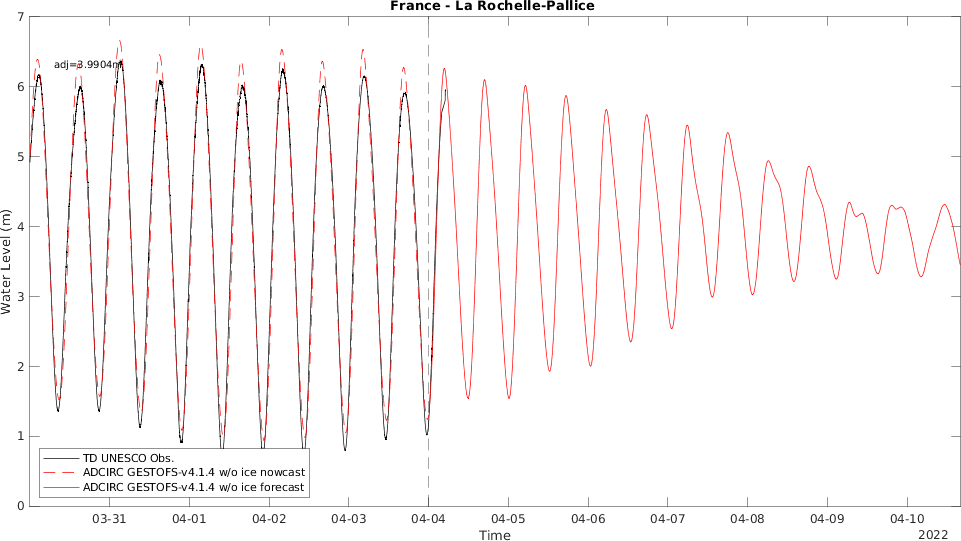 France - La Rochelle-Pallice
adj=3.9904m
Water Level (m)
7
6
5
4
3
2
1
0
TD UNESCO Obs.
ADCIRC GESTOFS-v4.1.4 w/o ice nowcast
ADCIRC GESTOFS-v4.1.4 w/o ice forecast
03-31 04-01 04-02 04-03 04-04 04-05 04-06 04-07 04-08 04-09 04-10
Time
2022